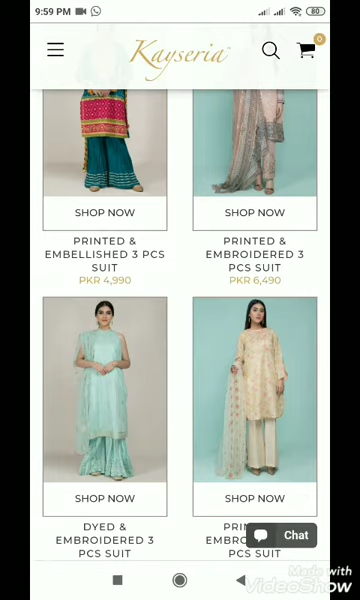 9:59 PM
80
Kayseria
0
SHOP NOW
SHOP NOW
PRINTED &
EMBELLISHED 3 PCS
SUIT
PKR 4,990
PRINTED &
EMBROIDERED 3
PCS SUIT
PKR 6,490
SHOP NOW
SHOP NOW
DYED &
EMBROIDERED 3
PCS SUIT
PCS SUIT
Chat
Made with
VideoShow